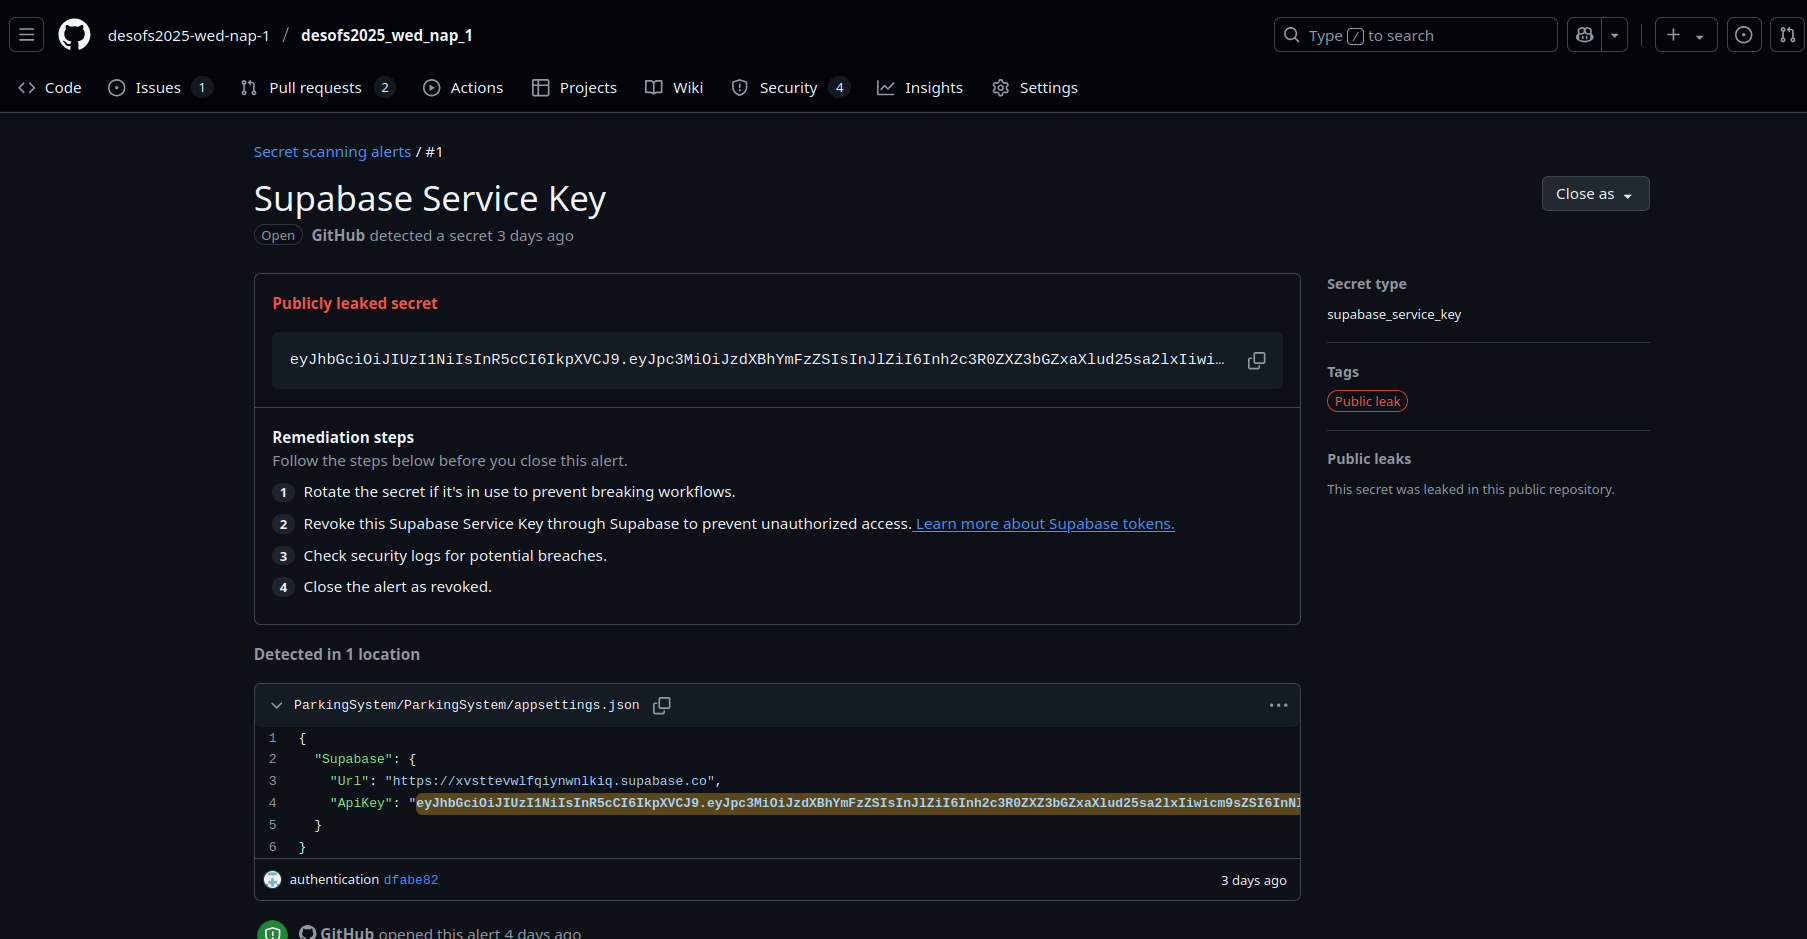 desofs2025-wed-nap-1 / desofs2025_wed_nap_1
Type / to search
Code
Issues 1
Pull requests 2
Actions
Projects
Wiki
Security 4
Insights
Settings
Secret scanning alerts / #1
Supabase Service Key
Close as
Open GitHub detected a secret 3 days ago
Publicly leaked secret
eyJhbGciOiJIUzI1NiIsInR5cCI6IkpXVCJ9.eyJpc3MiOiJzdXBhYmFzZSIsInJlZiI6Inh2c3R0ZXZ3bGZxaXlud25sa2lxIiwi…
Remediation steps
Follow the steps below before you close this alert.
1 Rotate the secret if it's in use to prevent breaking workflows.
2 Revoke this Supabase Service Key through Supabase to prevent unauthorized access. Learn more about Supabase tokens.
3 Check security logs for potential breaches.
4 Close the alert as revoked.
Secret type
supabase_service_key
Tags
Public leak
Public leaks
This secret was leaked in this public repository.
Detected in 1 location
ParkingSystem/ParkingSystem/appsettings.json
1 {
2 "Supabase": {
3 "Url": "https://xvsttevwlfqiynwnlkiq.supabase.co",
4 "ApiKey": "eyJhbGciOiJIUzI1NiIsInR5cCI6IkpXVCJ9.eyJpc3MiOiJzdXBhYmFzZSIsInJlZiI6Inh2c3R0ZXZ3bGZxaXlud25sa2lxIiwicm9sZSI6InNl
5 }
6 }
authentication dfabe82
3 days ago
GitHub opened this alert 4 days ago